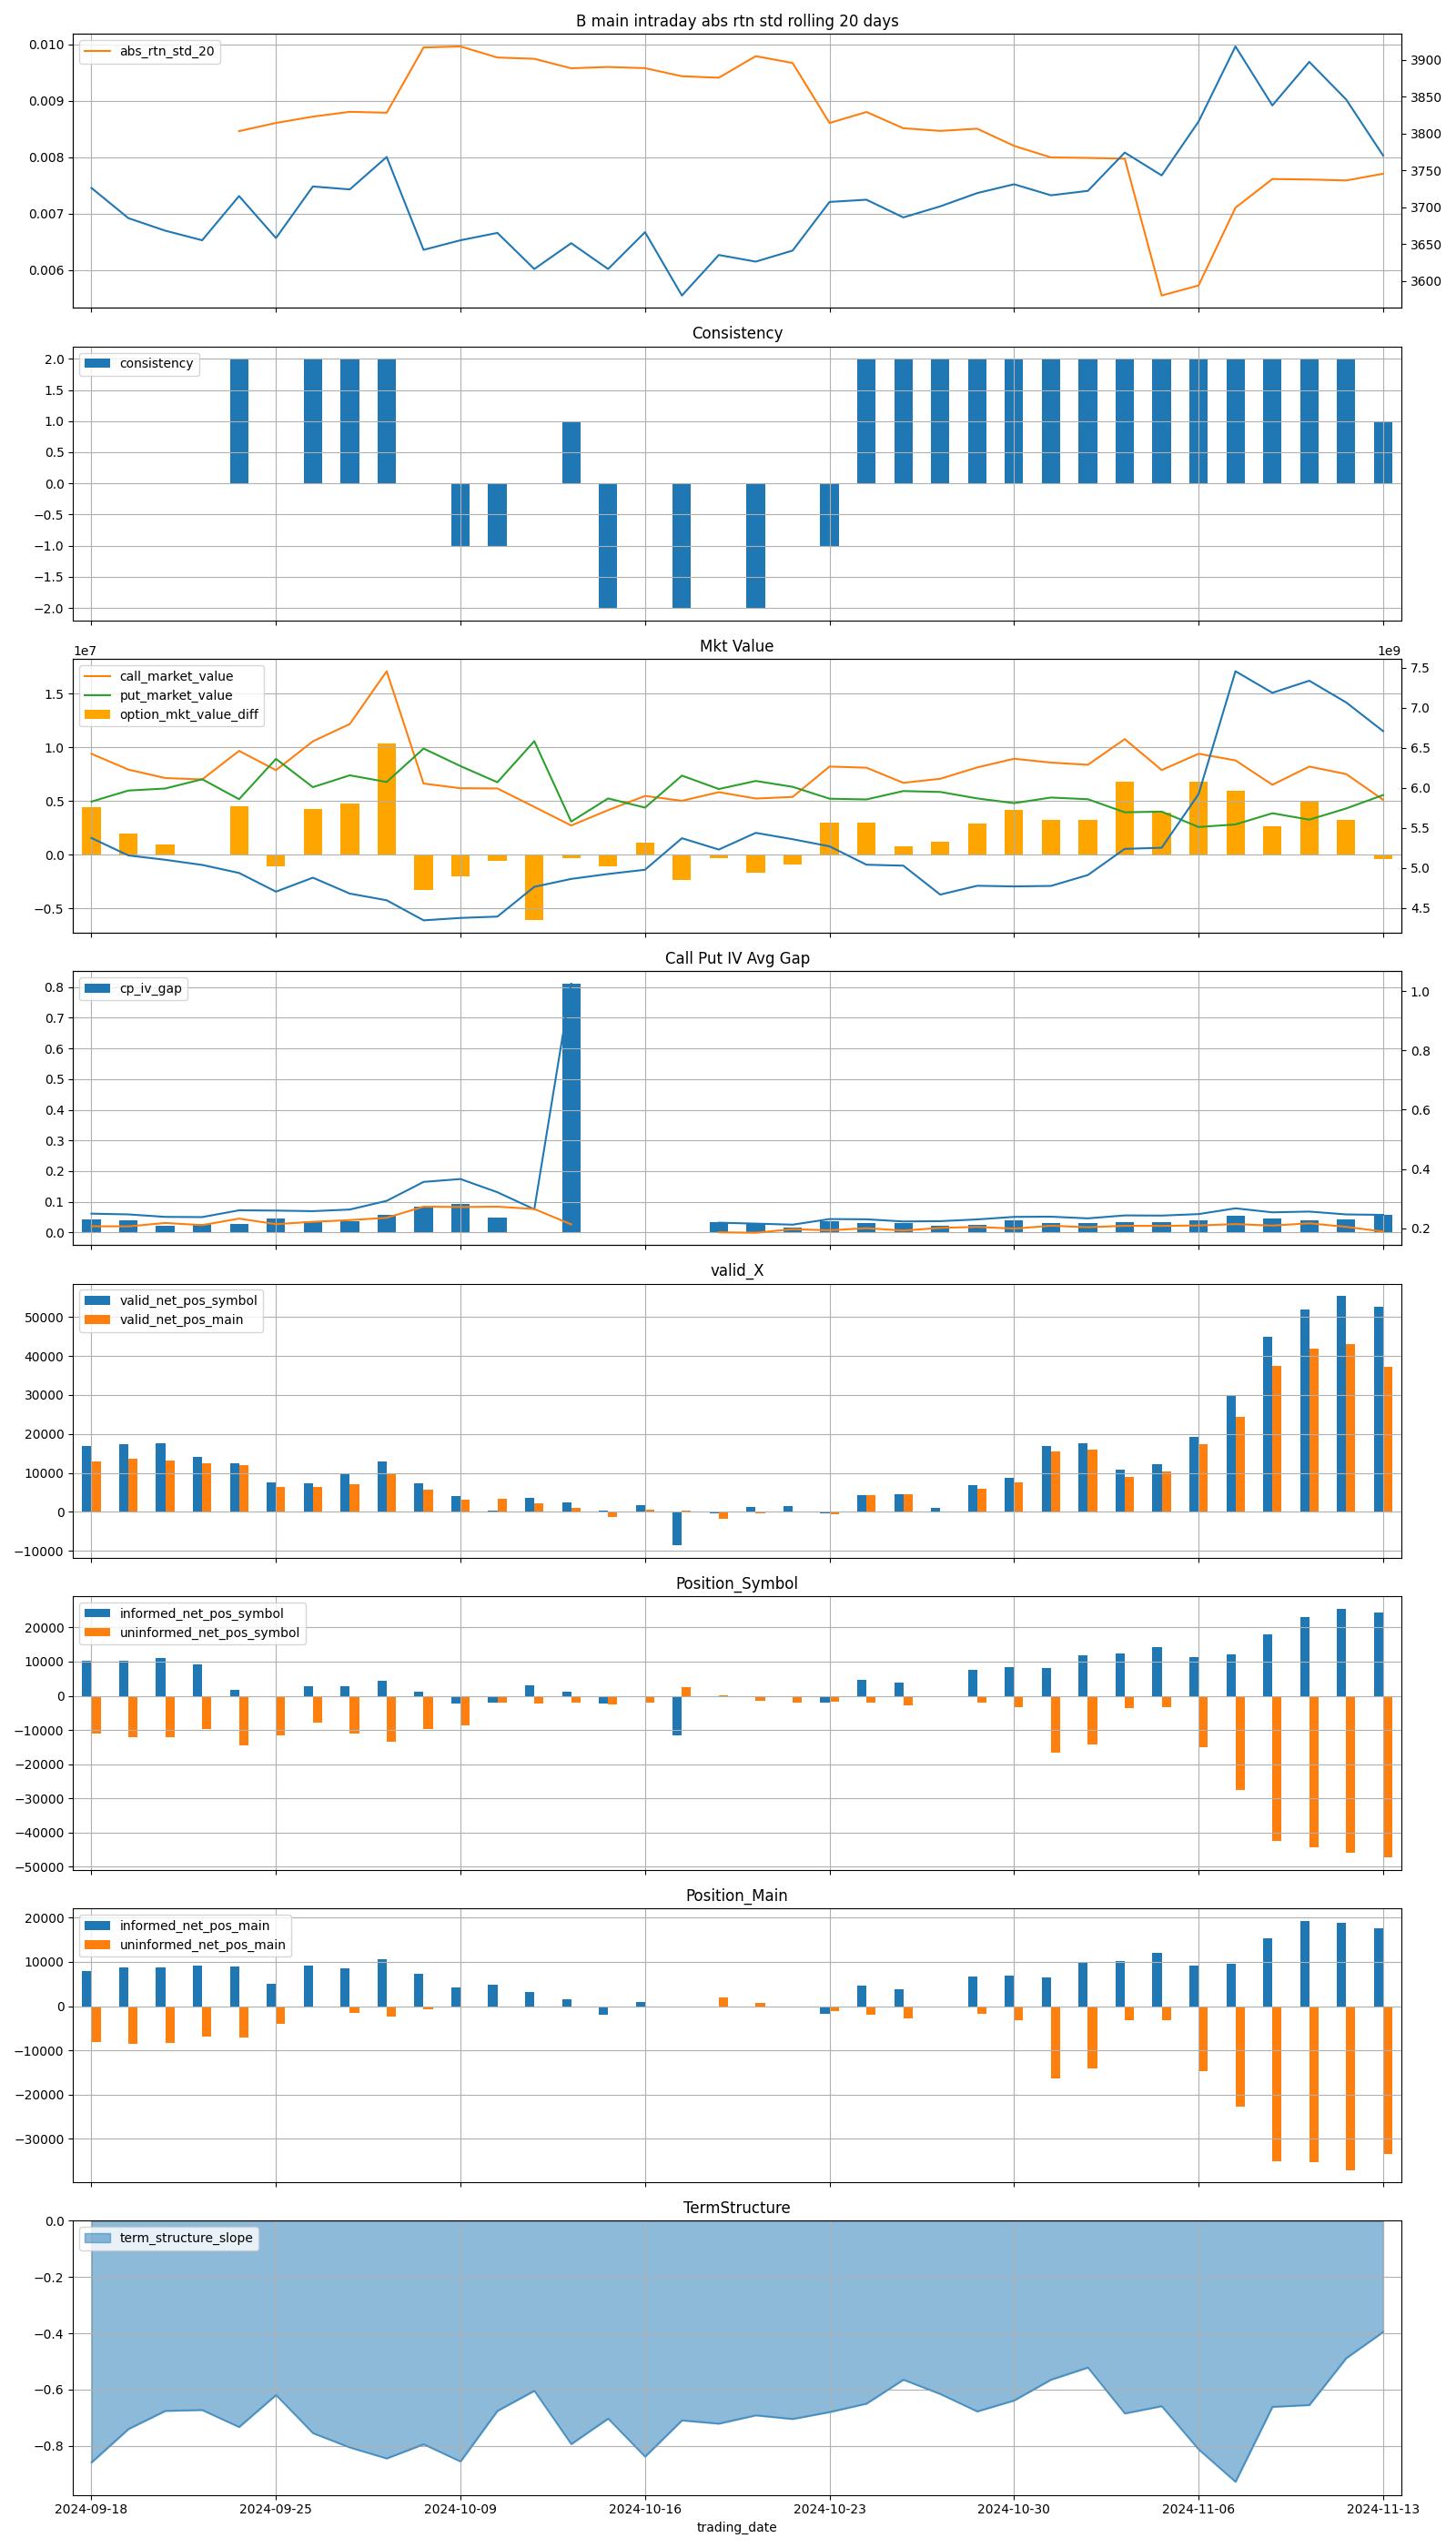 B main intraday abs rtn std rolling 20 days
abs_rtn_std_20
0.010
0.009
0.008
0.007
0.006
3900
3850
3800
3750
3700
3650
3600
Consistency
consistency
2.0
1.5
1.0
0.5
0.0
−0.5
−1.0
−1.5
−2.0
Mkt Value
1e7
1e9
call_market_value
put_market_value
option_mkt_value_diff
1.5
1.0
0.5
0.0
−0.5
7.5
7.0
6.5
6.0
5.5
5.0
4.5
Call Put IV Avg Gap
cp_iv_gap
0.8
0.7
0.6
0.5
0.4
0.3
0.2
0.1
0.0
1.0
0.8
0.6
0.4
0.2
valid_X
valid_net_pos_symbol
valid_net_pos_main
50000
40000
30000
20000
10000
0
−10000
Position_Symbol
informed_net_pos_symbol
uninformed_net_pos_symbol
20000
10000
0
−10000
−20000
−30000
−40000
−50000
Position_Main
informed_net_pos_main
uninformed_net_pos_main
20000
10000
0
−10000
−20000
−30000
TermStructure
term_structure_slope
0.0
−0.2
−0.4
−0.6
−0.8
2024-09-18 2024-09-25 2024-10-09 2024-10-16 2024-10-23 2024-10-30 2024-11-06 2024-11-13
trading_date